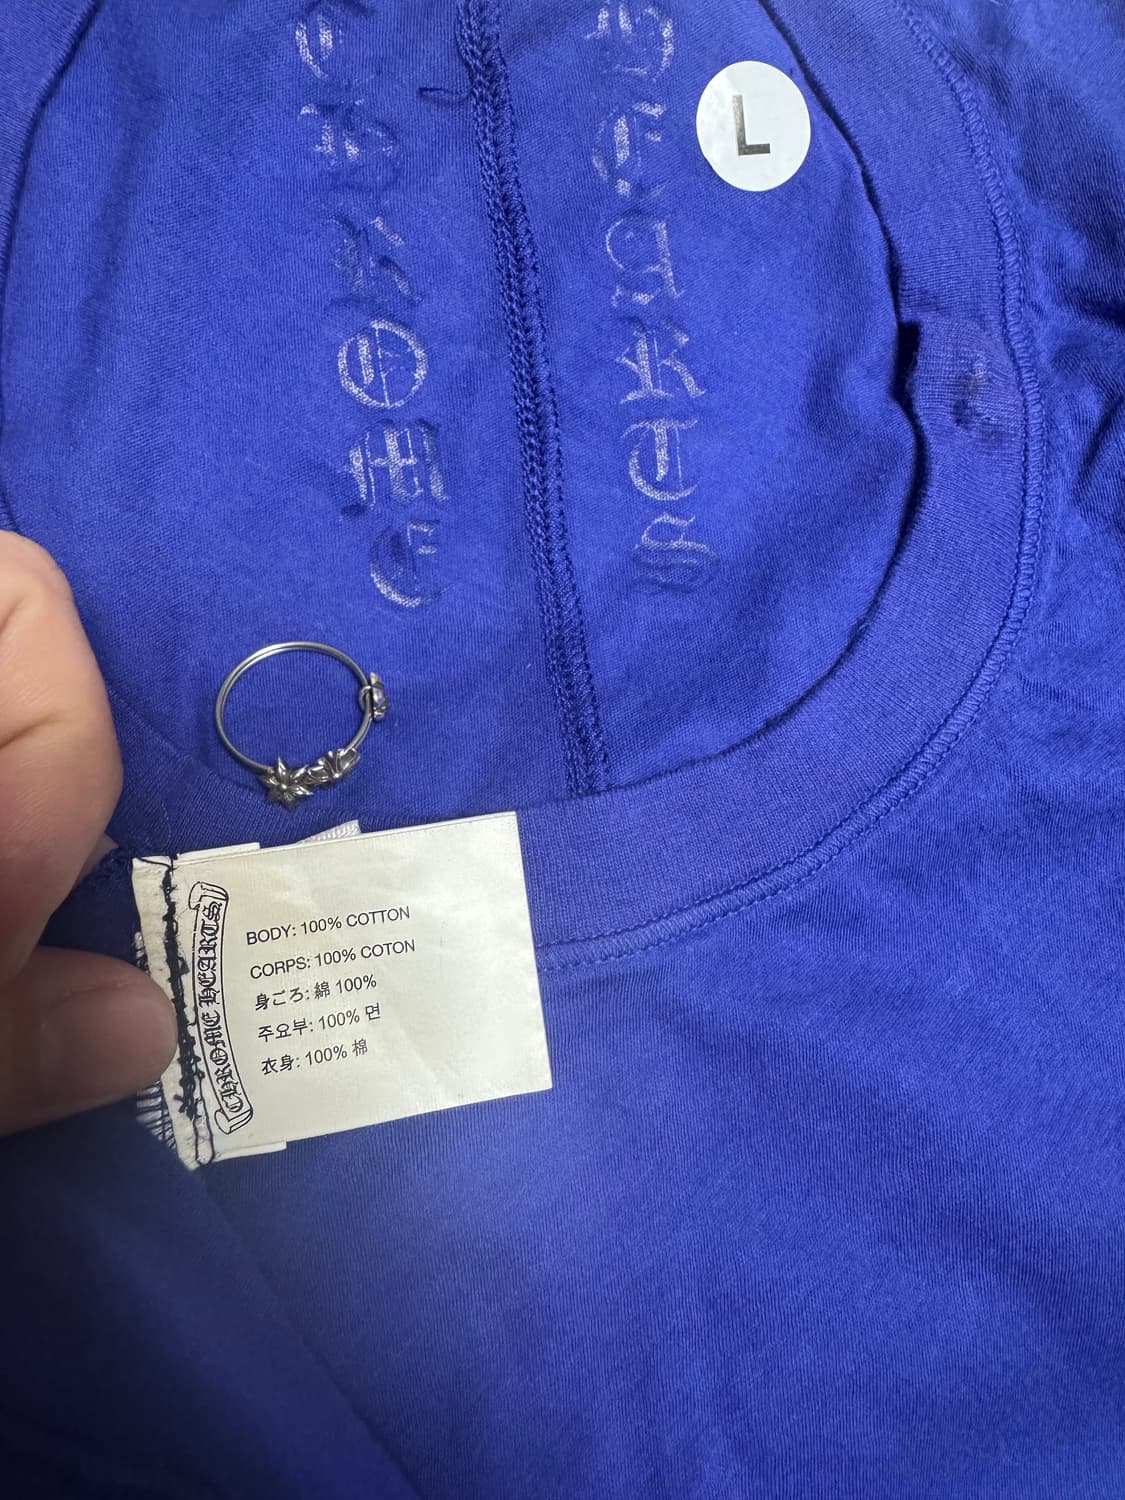 CHROME
HEARTS
L
CHROME HEARTS
BODY: 100% COTTON
CORPS: 100% COTON
身ごろ: 綿 100%
주요부: 100% 면
衣身: 100% 棉